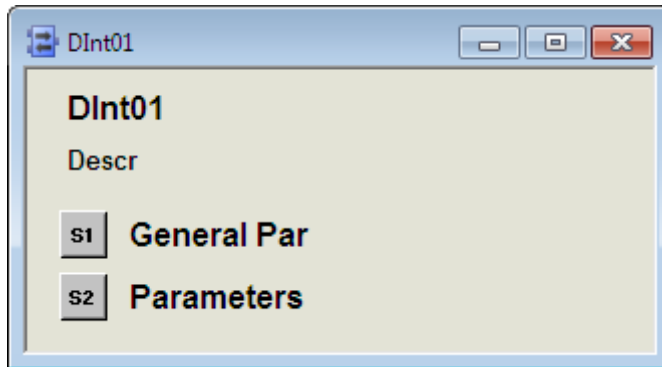 DInt01
DInt01
Descr
S1 General Par
S2 Parameters